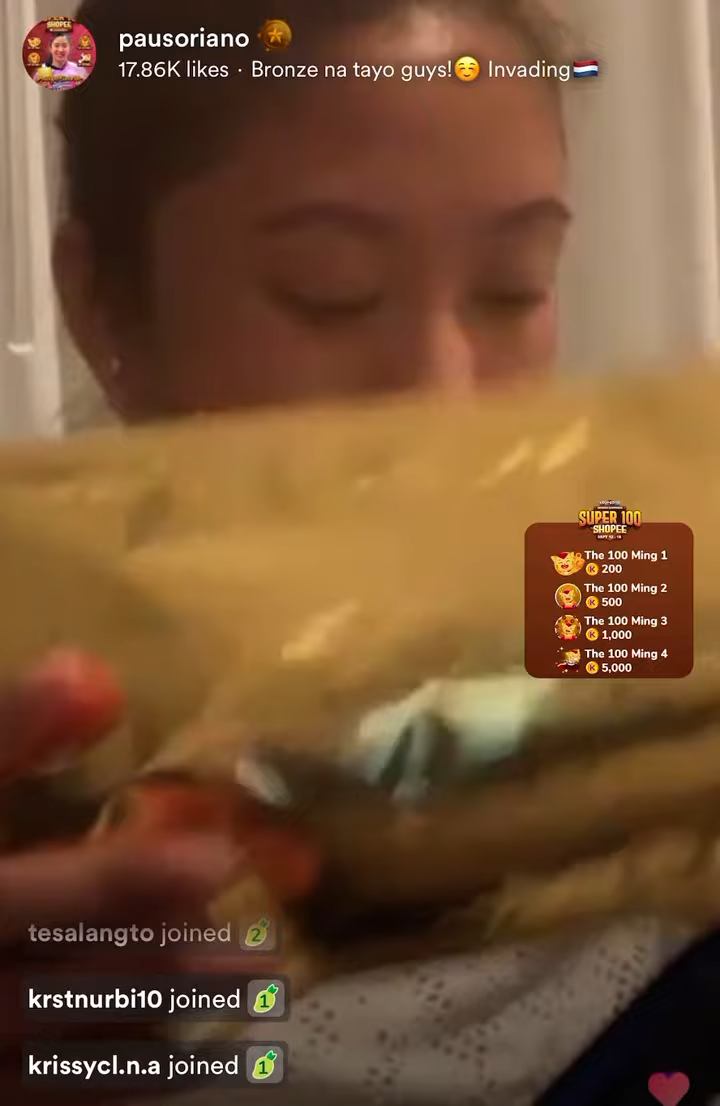 pausoriano
17.86K likes · Bronze na tayo guys!☺️ Invading🇳🇱
SUPER 100
SHOPEE
The 100 Ming 1
K 200
The 100 Ming 2
K 500
The 100 Ming 3
K 1,000
The 100 Ming 4
K 5,000
tesalangto joined 2
krstnurbi10 joined 1
krissycl.n.a joined 1